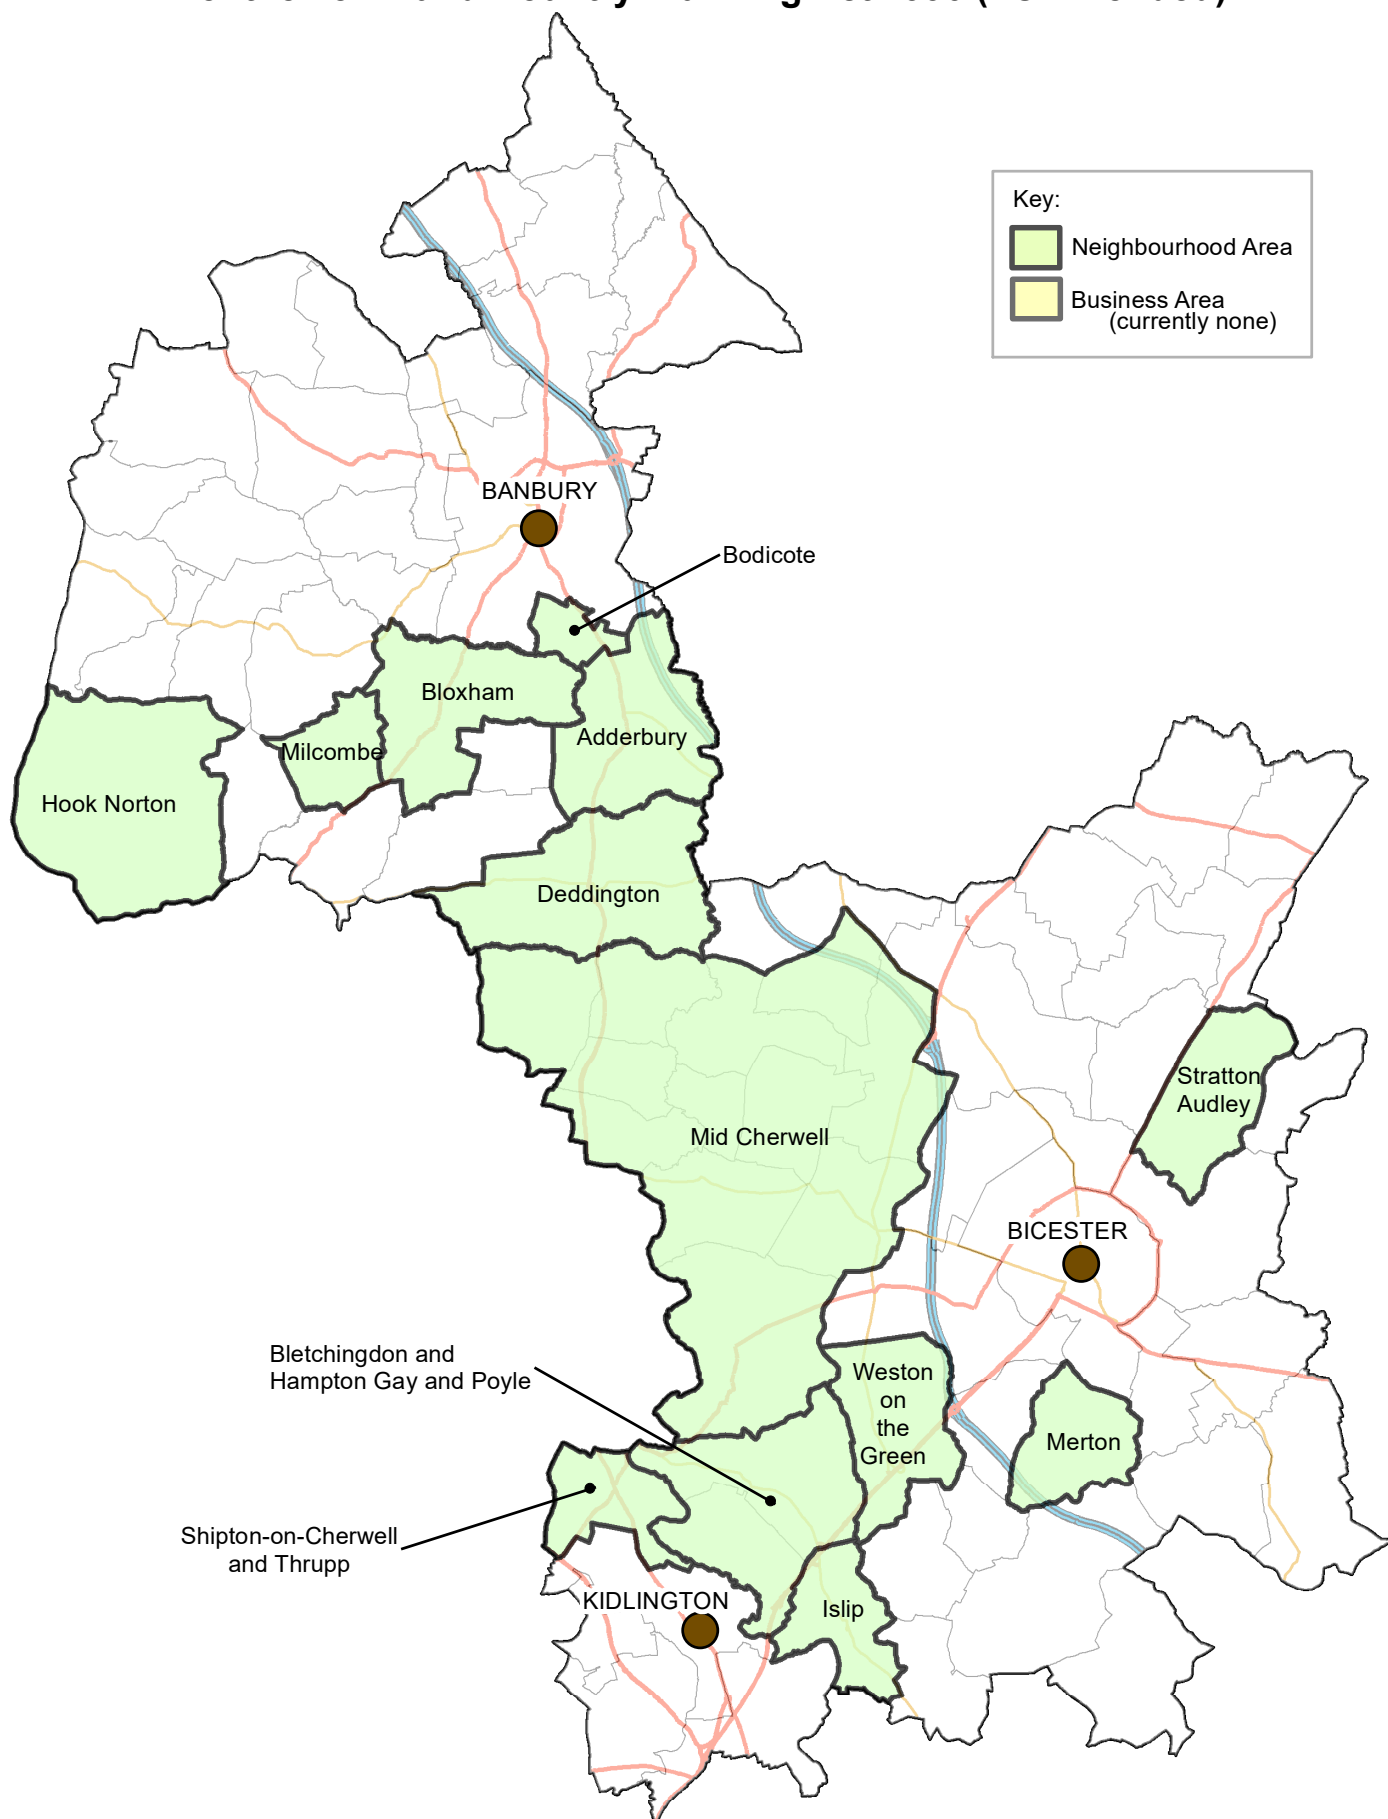 Key:
Neighbourhood Area
Business Area
(currently none)
BANBURY
Bodicote
Bloxham
Adderbury
Milcombe
Hook Norton
Deddington
Stratton
Audley
Mid Cherwell
BICESTER
Bletchingdon and
Hampton Gay and Poyle
Weston
on
the
Green
Merton
Shipton-on-Cherwell
and Thrupp
KIDLINGTON
Islip